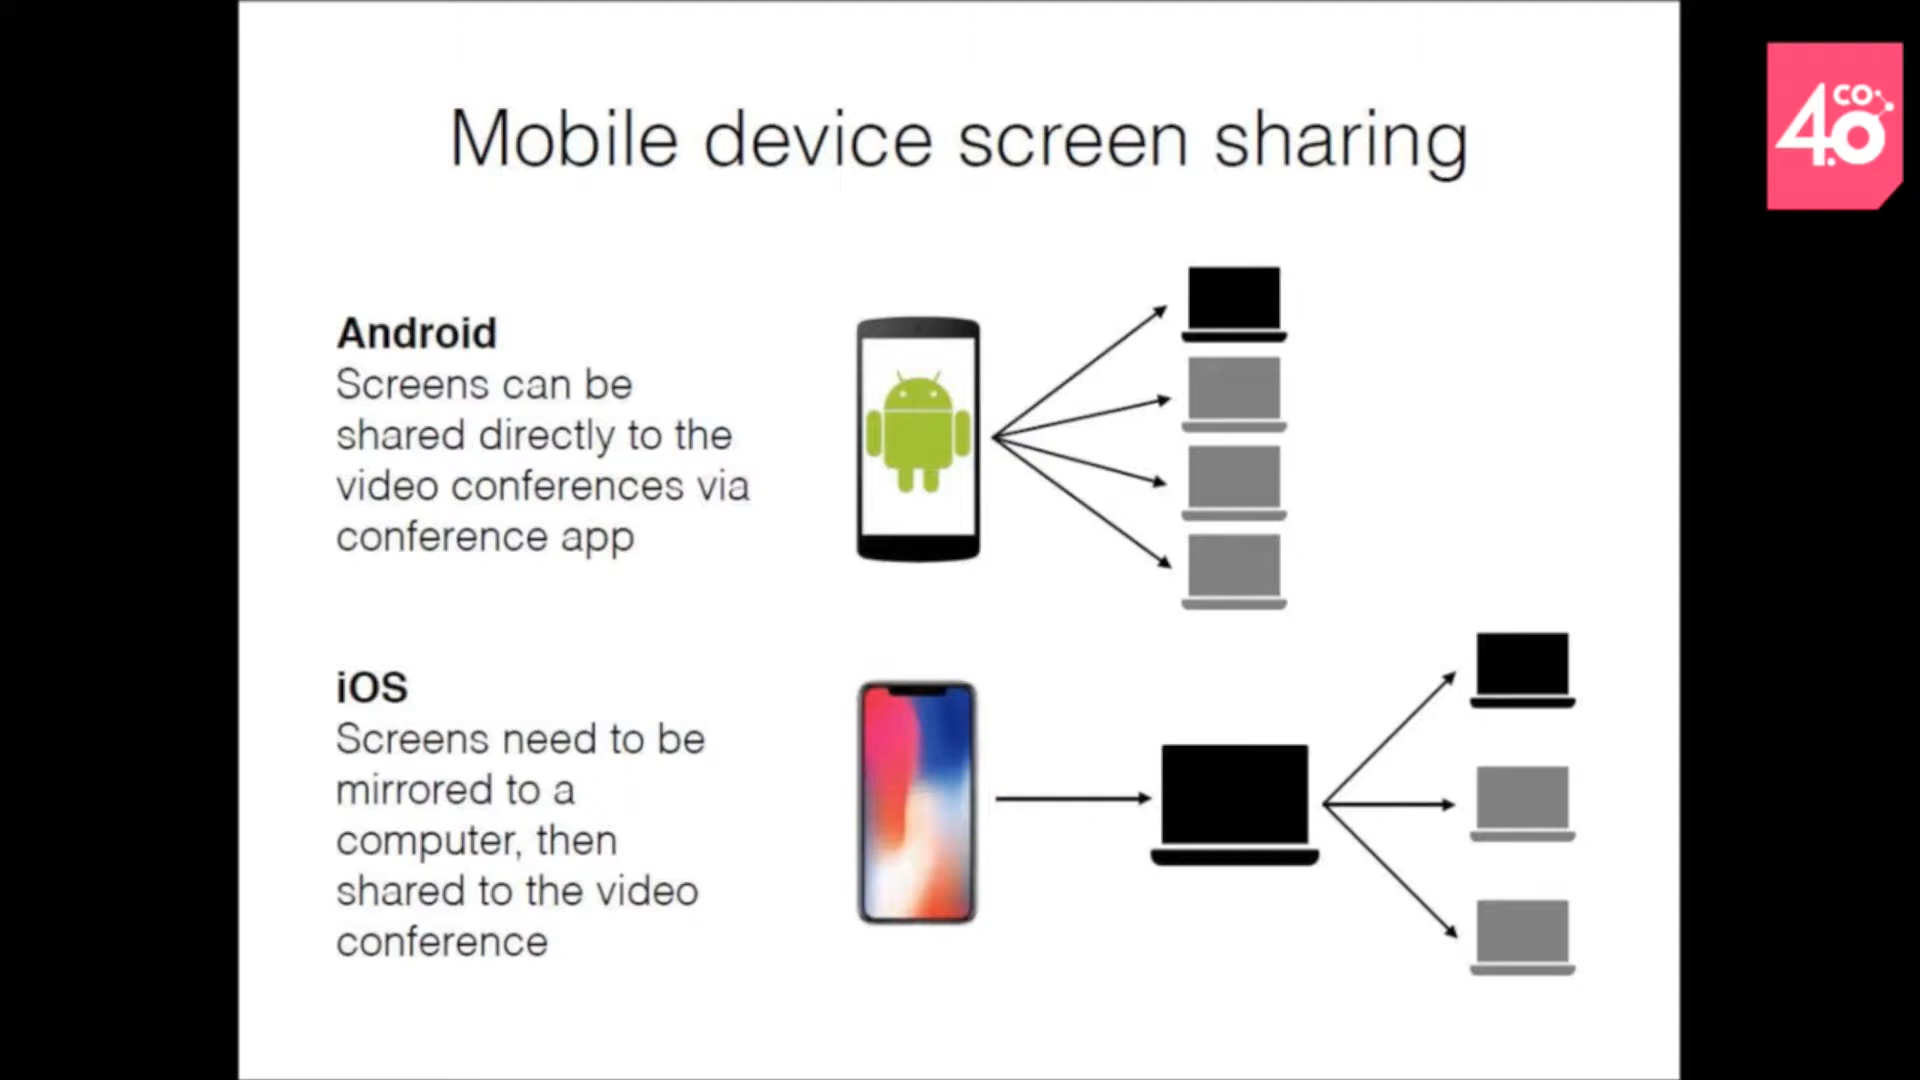 Mobile device screen sharing
co
4.0
Android
Screens can be
shared directly to the
video conferences via
conference app
iOS
Screens need to be
mirrored to a
computer, then
shared to the video
conference